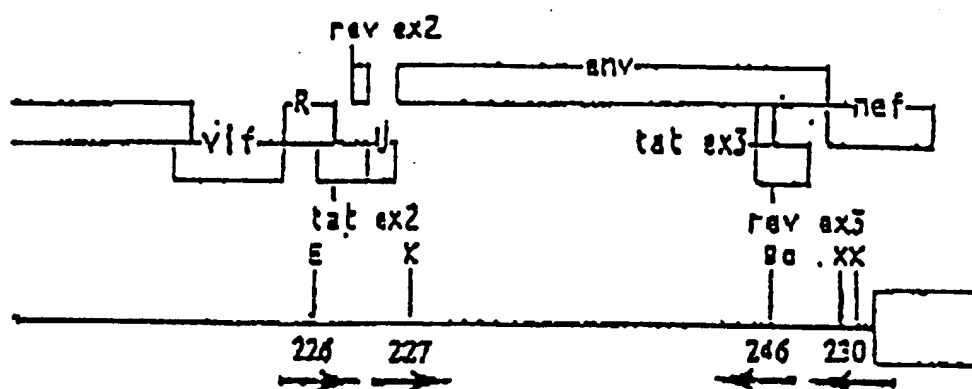 rev ex2
env
R
nef
vif
U
tat ex3
tat ex2
rev ex3
E K Ba XX
226 227 246 230